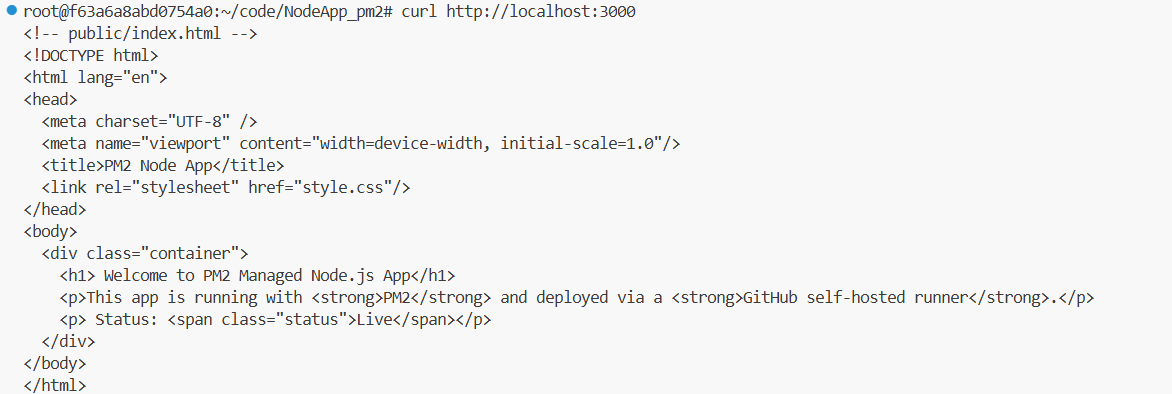 root@f63a6a8abd0754a0:~/code/NodeApp_pm2# curl http://localhost:3000
<!-- public/index.html -->
<!DOCTYPE html>
<html lang="en">
<head>
  <meta charset="UTF-8" />
  <meta name="viewport" content="width=device-width, initial-scale=1.0"/>
  <title>PM2 Node App</title>
  <link rel="stylesheet" href="style.css"/>
</head>
<body>
  <div class="container">
    <h1> Welcome to PM2 Managed Node.js App</h1>
    <p>This app is running with <strong>PM2</strong> and deployed via a <strong>GitHub self-hosted runner</strong>.</p>
    <p> Status: <span class="status">Live</span></p>
  </div>
</body>
</html>